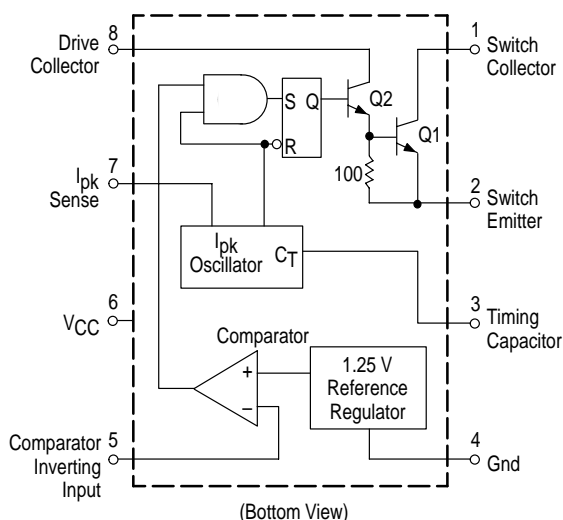 8
Drive
Collector
1
Switch
Collector
S
Q
R
Q2
Q1
100
7
Ipk
Sense
2
Switch
Emitter
Ipk
Oscillator
CT
6
VCC
3
Timing
Capacitor
Comparator
+
−
1.25 V
Reference
Regulator
5
Comparator
Inverting
Input
4
Gnd
(Bottom View)